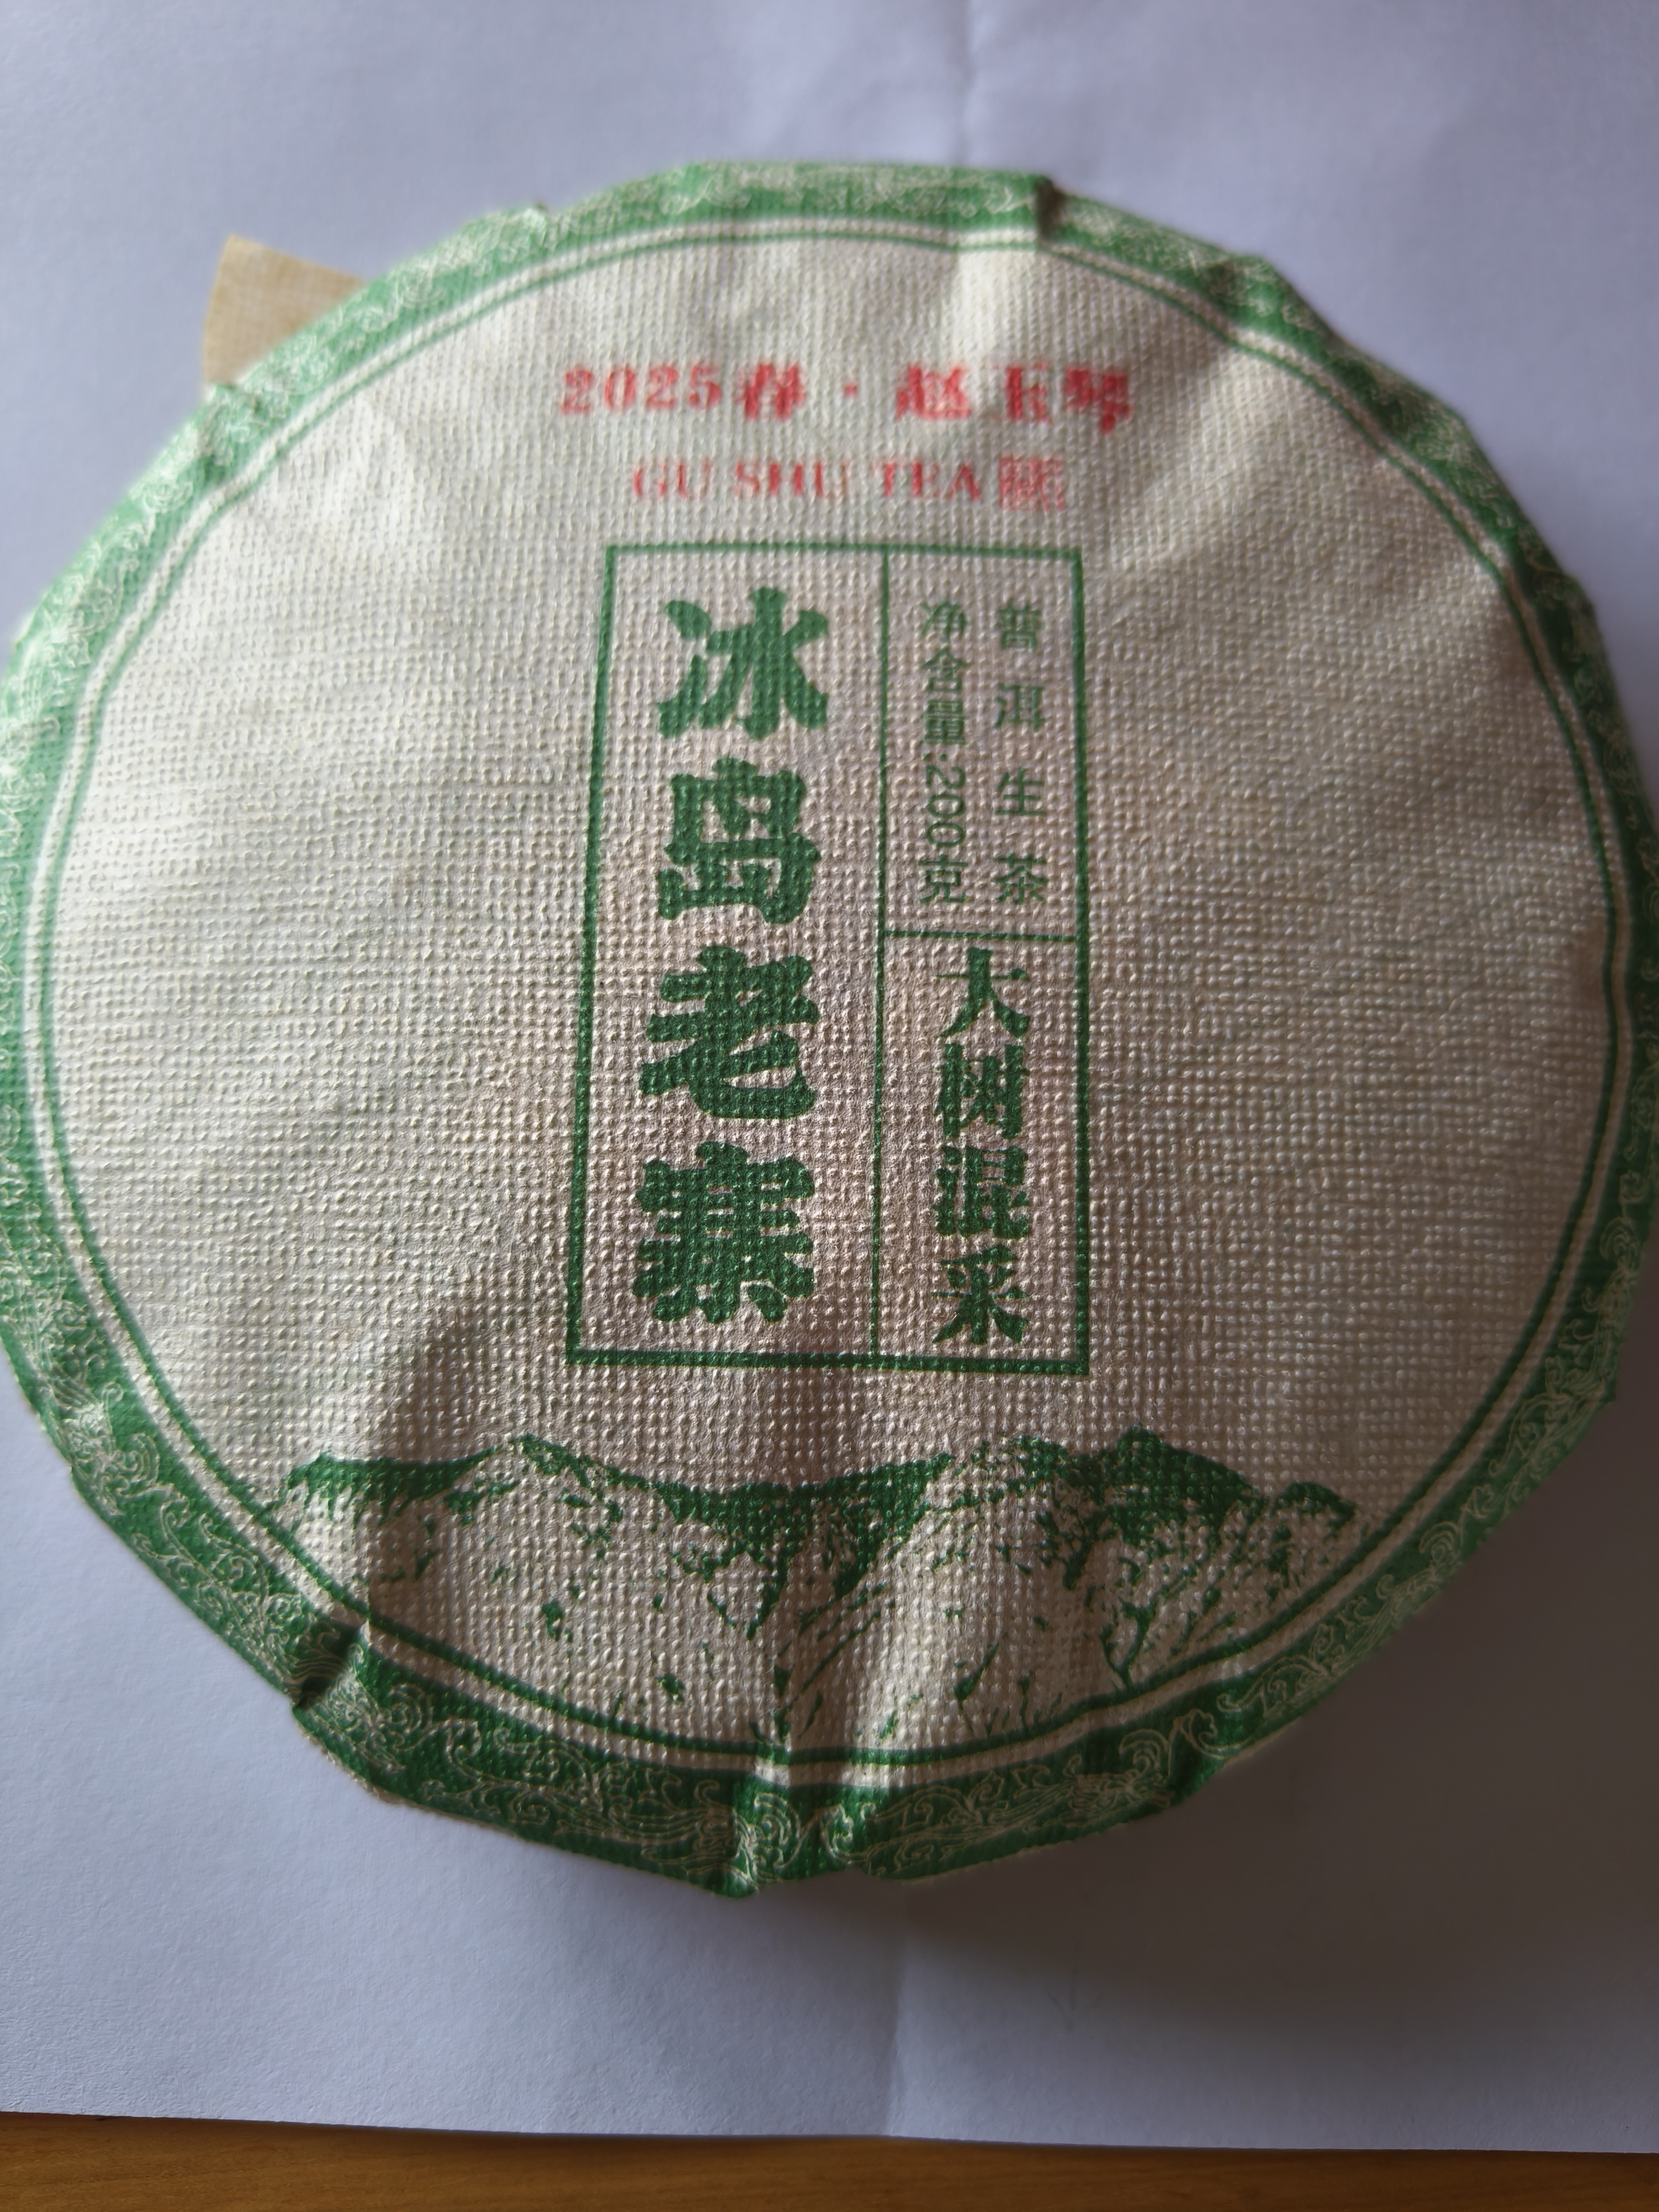 2025春·赵玉琴
GU SHU TEA
冰岛老寨
普洱生茶
净含量:200克
大树混采